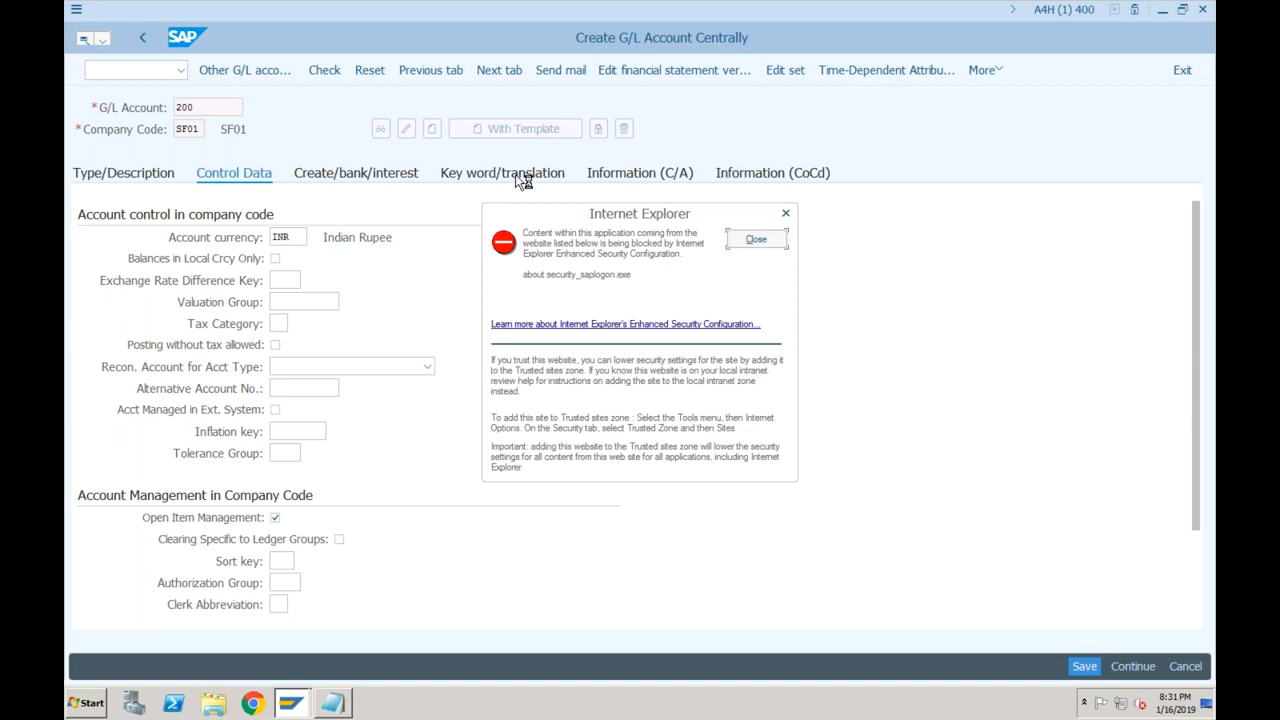 A4H (1) 400
SAP
Create G/L Account Centrally
Other G/L acco... Check Reset Previous tab Next tab Send mail Edit financial statement ver... Edit set Time-Dependent Attribu... More Exit
*G/L Account: 200
*Company Code: SF01 SF01
With Template
Type/Description Control Data Create/bank/interest Key word/translation Information (C/A) Information (CoCd)
Account control in company code
Account currency: INR Indian Rupee
Balances in Local Crcy Only:
Exchange Rate Difference Key:
Valuation Group:
Tax Category:
Posting without tax allowed:
Recon. Account for Acct Type:
Alternative Account No.:
Acct Managed in Ext. System:
Inflation key:
Tolerance Group:
Account Management in Company Code
Open Item Management:
Clearing Specific to Ledger Groups:
Sort key:
Authorization Group:
Clerk Abbreviation:
Internet Explorer
Content within this application coming from the
website listed below is being blocked by Internet
Explorer Enhanced Security Configuration.
Close
about:security_saplogon.exe
Learn more about Internet Explorer's Enhanced Security Configuration...
If you trust this website, you can lower security settings for the site by adding it
to the Trusted sites zone. If you know this website is on your local intranet
review help for instructions on adding the site to the local intranet zone
instead.
To add this site to Trusted sites zone : Select the Tools menu, then Internet
Options. On the Security tab, select Trusted Zone and then Sites
Important: adding this website to the Trusted sites zone will lower the security
settings for all content from this web site for all applications, including Internet
Explorer
Save Continue Cancel
Start
8:31 PM
1/16/2019